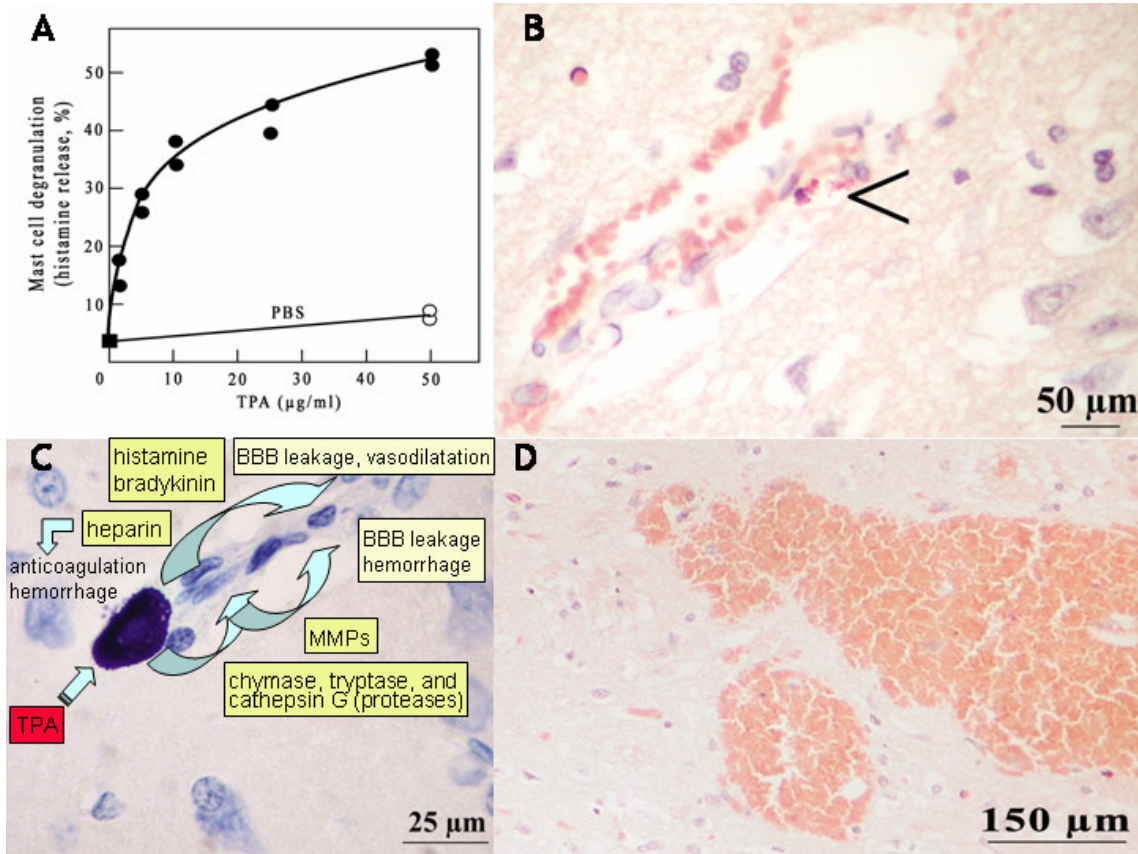 A
Mast cell degranulation
(histamine release, %)
50
40
30
20
10
PBS
0
10
20
30
40
50
TPA (µg/ml)
B
50 µm
C
histamine
bradykinin
BBB leakage, vasodilatation
heparin
BBB leakage
hemorrhage
anticoagulation
hemorrhage
MMPs
chymase, tryptase, and
cathepsin G (proteases)
TPA
25 µm
D
150 µm